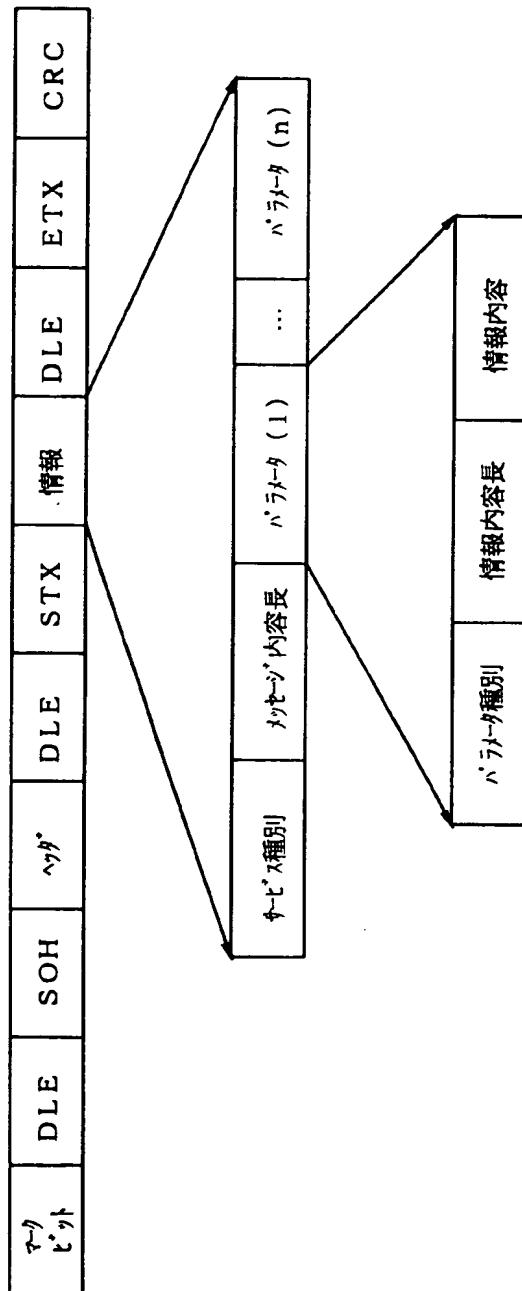 マーク
ビット
DLE
SOH
ヘッダ
DLE
STX
情報
DLE
ETX
CRC
サービス種別
メッセージ内容長
パラメータ (1)
...
パラメータ (n)
パラメータ種別
情報内容長
情報内容